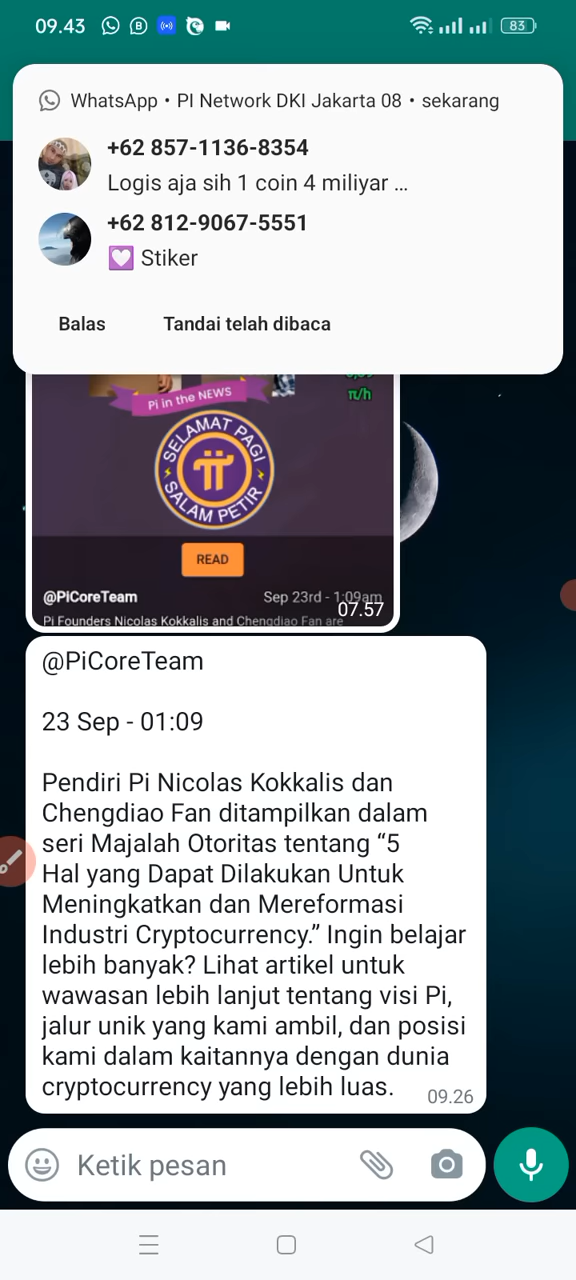 09.43
83
WhatsApp • PI Network DKI Jakarta 08 • sekarang
+62 857-1136-8354
Logis aja sih 1 coin 4 miliyar ...
+62 812-9067-5551
Stiker
Balas
Tandai telah dibaca
π/h
Pi in the NEWS
SELAMAT PAGI
SALAM PETIR
READ
@PiCoreTeam
Sep 23rd - 1:09am
07.57
Pi Founders Nicolas Kokkalis and Chengdiao Fan are
@PiCoreTeam
23 Sep - 01:09
Pendiri Pi Nicolas Kokkalis dan
Chengdiao Fan ditampilkan dalam
seri Majalah Otoritas tentang “5
Hal yang Dapat Dilakukan Untuk
Meningkatkan dan Mereformasi
Industri Cryptocurrency.” Ingin belajar
lebih banyak? Lihat artikel untuk
wawasan lebih lanjut tentang visi Pi,
jalur unik yang kami ambil, dan posisi
kami dalam kaitannya dengan dunia
cryptocurrency yang lebih luas.
09.26
Ketik pesan